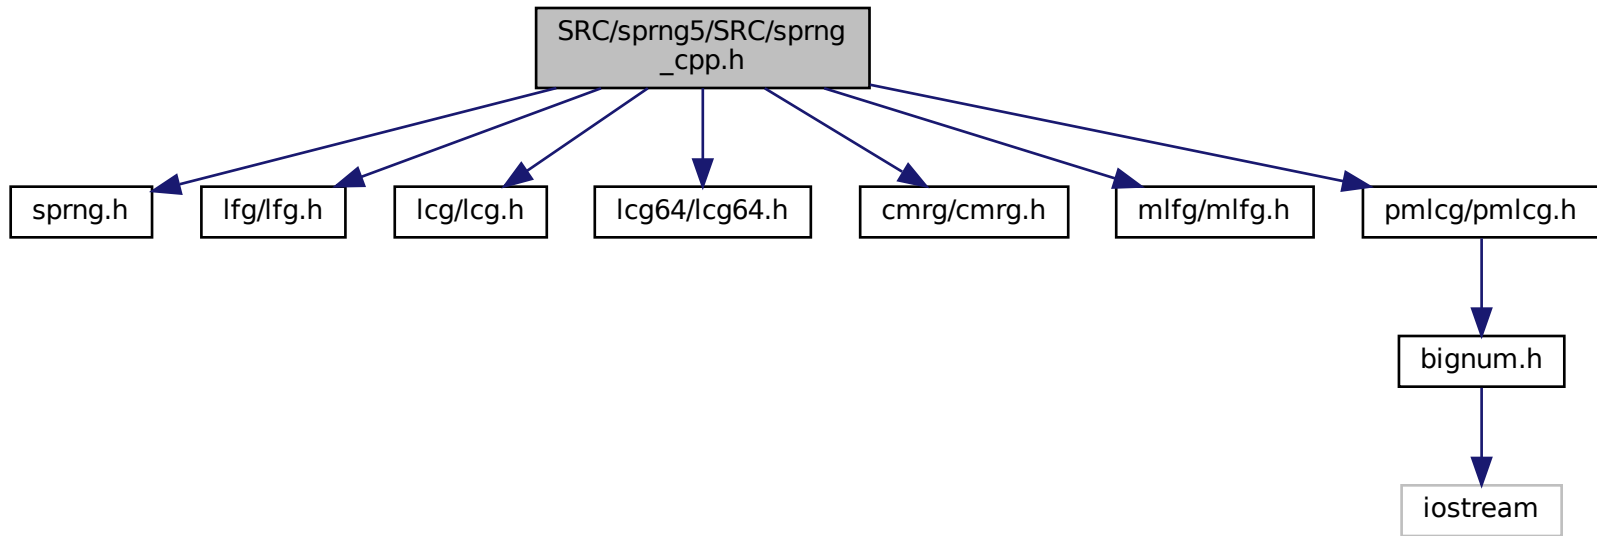 SRC/sprng5/SRC/sprng
_cpp.h
sprng.h
lfg/lfg.h
lcg/lcg.h
lcg64/lcg64.h
cmrg/cmrg.h
mlfg/mlfg.h
pmlcg/pmlcg.h
bignum.h
iostream